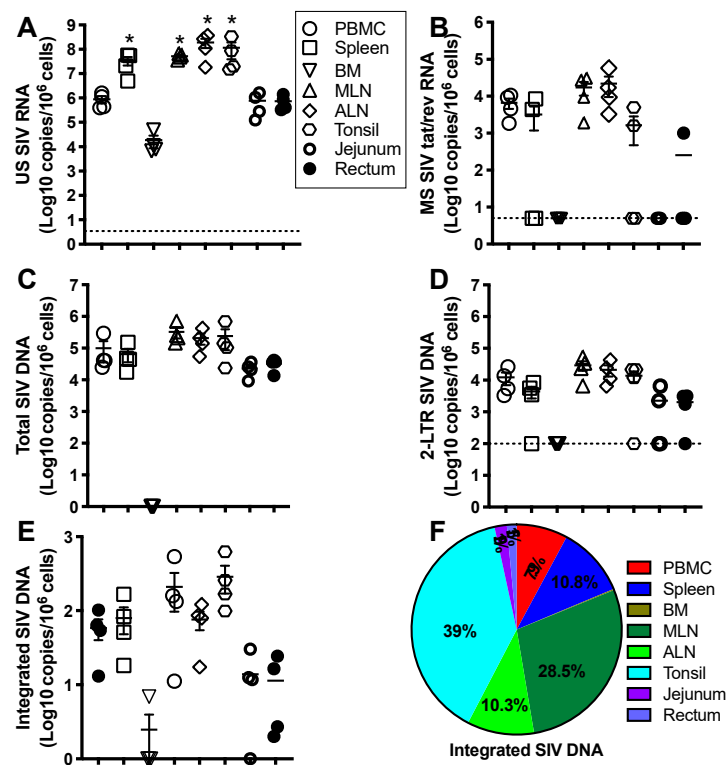 A
US SIV RNA
(Log10 copies/10⁶ cells)
9
8
7
6
5
4
3
2
1
0
*
*
*
*
PBMC
Spleen
BM
MLN
ALN
Tonsil
Jejunum
Rectum
B
MS SIV tat/rev RNA
(Log10 copies/10⁶ cells)
6
5
4
3
2
1
0
C
Total SIV DNA
(Log10 copies/10⁶ cells)
7
6
5
4
3
2
1
0
D
2-LTR SIV DNA
(Log10 copies/10⁶ cells)
7
6
5
4
3
2
1
0
E
Integrated SIV DNA
(Log10 copies/10⁶ cells)
3
2
1
0
F
10.8%
28.5%
10.3%
39%
Integrated SIV DNA
PBMC
Spleen
BM
MLN
ALN
Tonsil
Jejunum
Rectum